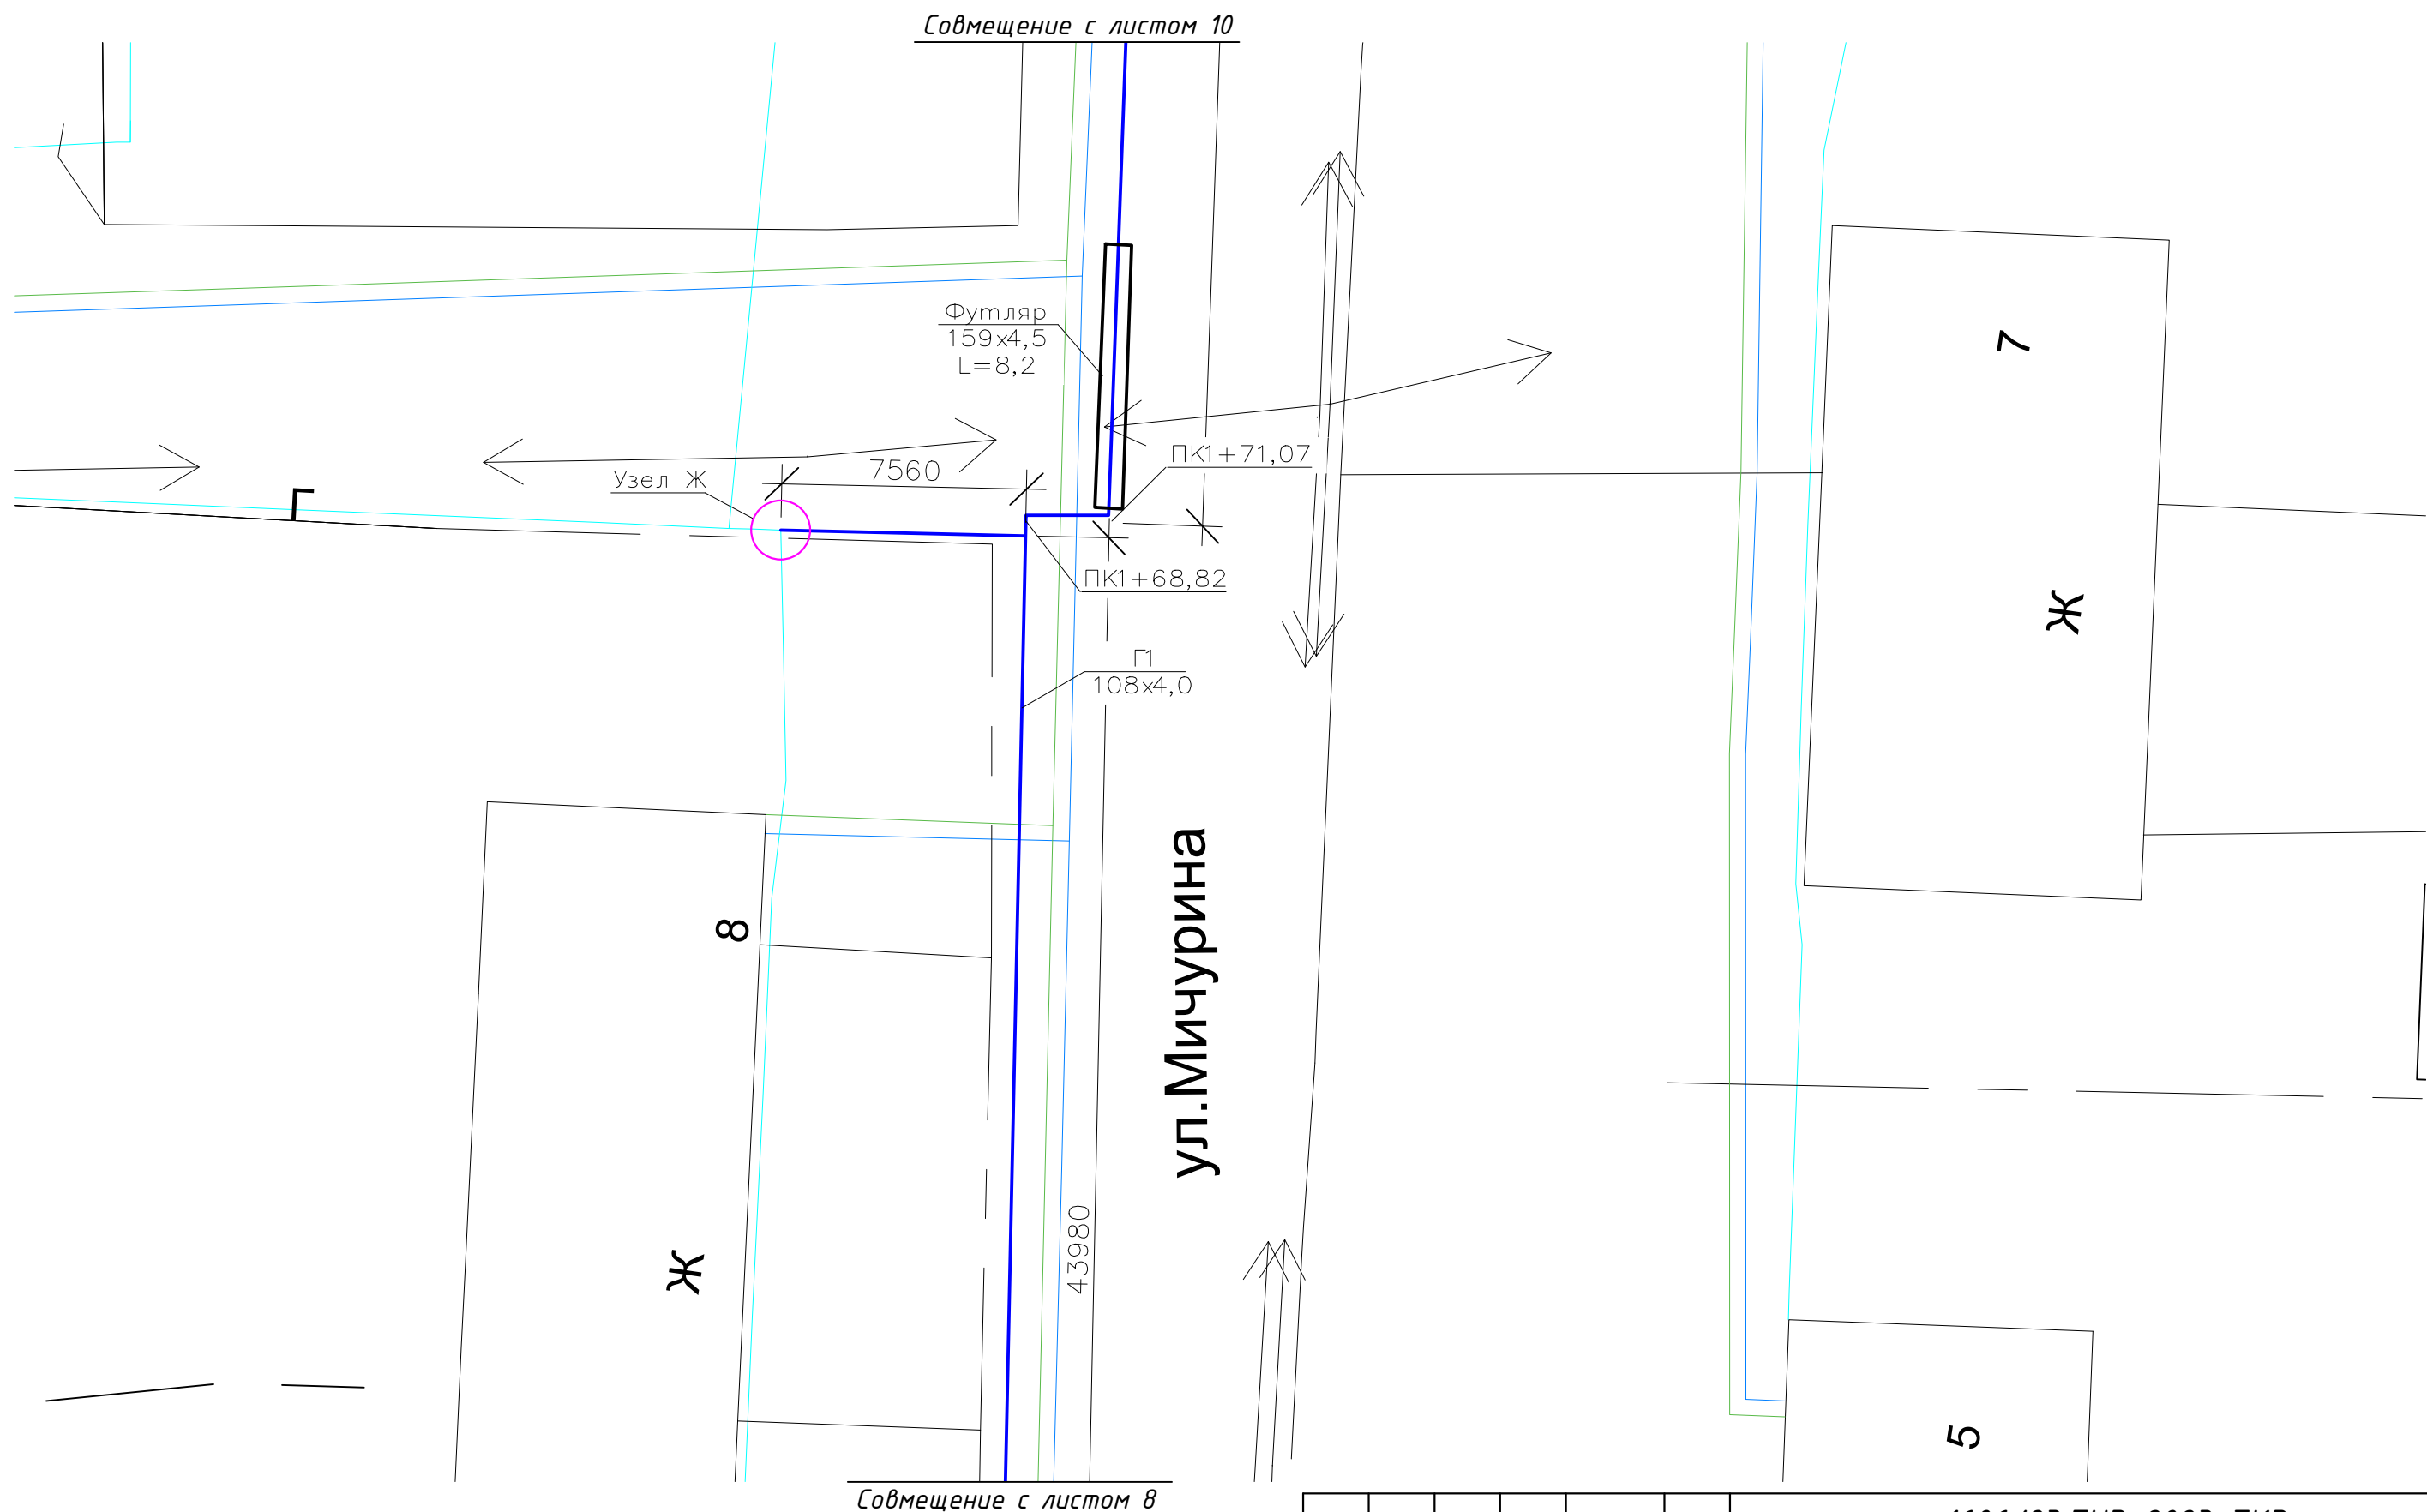 Совмещение с листом 10
Футляр
159х4,5
L=8,2
7
ПК1+71,07
7560
Узел Ж
Г
ПК1+68,82
Ж
Г1
108х4,0
8
ул.Мичурина
43980
Ж
5
Совмещение с листом 8